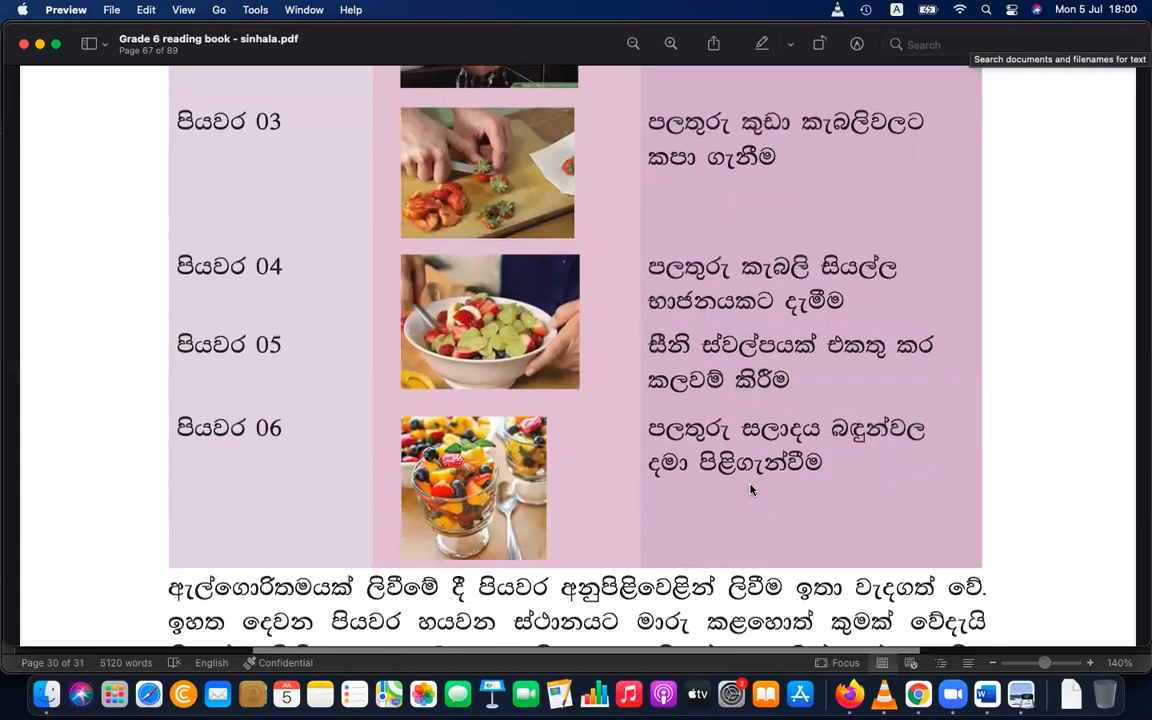 Preview File Edit View Go Tools Window Help A Mon 5 Jul 18:00
Grade 6 reading book - sinhala.pdf
Page 67 of 89
Search
Search documents and filenames for text
පියවර 03
පලතුරු කුඩා කැබලිවලට
කපා ගැනීම
පියවර 04
පලතුරු කැබලි සියල්ල
භාජනයකට දැමීම
පියවර 05
සීනි ස්වල්පයක් එකතු කර
කලවම් කිරීම
පියවර 06
පලතුරු සලාදය බඳුන්වල
දමා පිළිගැන්වීම
ඇල්ගොරිතමයක් ලිවීමේ දී පියවර අනුපිළිවෙළින් ලිවීම ඉතා වැදගත් වේ.
ඉහත දෙවන පියවර හයවන ස්ථානයට මාරු කළහොත් කුමක් වේදැයි
Page 30 of 31 5120 words English Confidential Focus 140%
JUL
5
tv
2
W